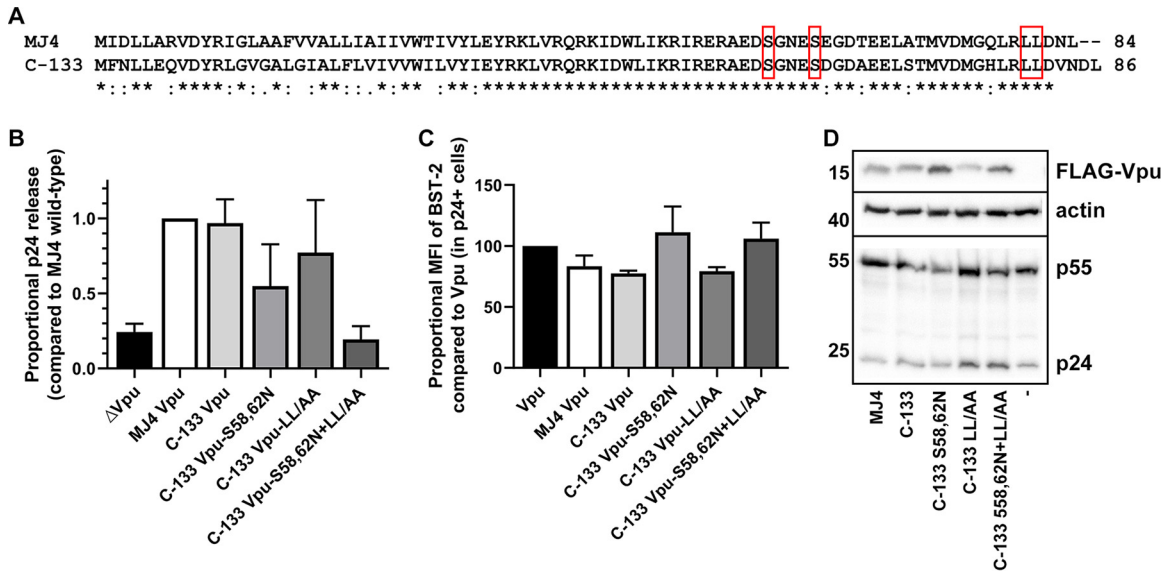 A
MJ4 MIDLLARVDYRIGLAAFVVALLIAIIVWTIVYLEYRKLVRQRKIDWLIKRIRERAEDSGNESEGDTEELATMVDMGQLRLLDNL-- 84
C-133 MFNLLEQVDYRLGVGALGIALFLVIVVWILVYIEYRKLVRQRKIDWLIKRIRERAEDSGNESDGDAEELSTMVDMGHLRLLDVNDL 86
B
Proportional p24 release
(compared to MJ4 wild-type)
1.0
0.5
0.0
ΔVpu
MJ4 Vpu
C-133 Vpu
C-133 Vpu-S58,62N
C-133 Vpu-LL/AA
C-133 Vpu-S58,62N+LL/AA
C
Proportional MFI of BST-2
compared to Vpu (in p24+ cells)
150
100
50
0
Vpu
MJ4 Vpu
C-133 Vpu
C-133 Vpu-S58,62N
C-133 Vpu-LL/AA
C-133 Vpu-S58,62N+LL/AA
D
15
FLAG-Vpu
40
actin
55
p55
25
p24
MJ4
C-133
C-133 S58,62N
C-133 LL/AA
C-133 558,62N+LL/AA
-